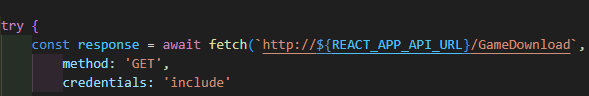 try {
const response = await fetch(`http://${REACT_APP_API_URL}/GameDownload`,
method: 'GET',
credentials: 'include'